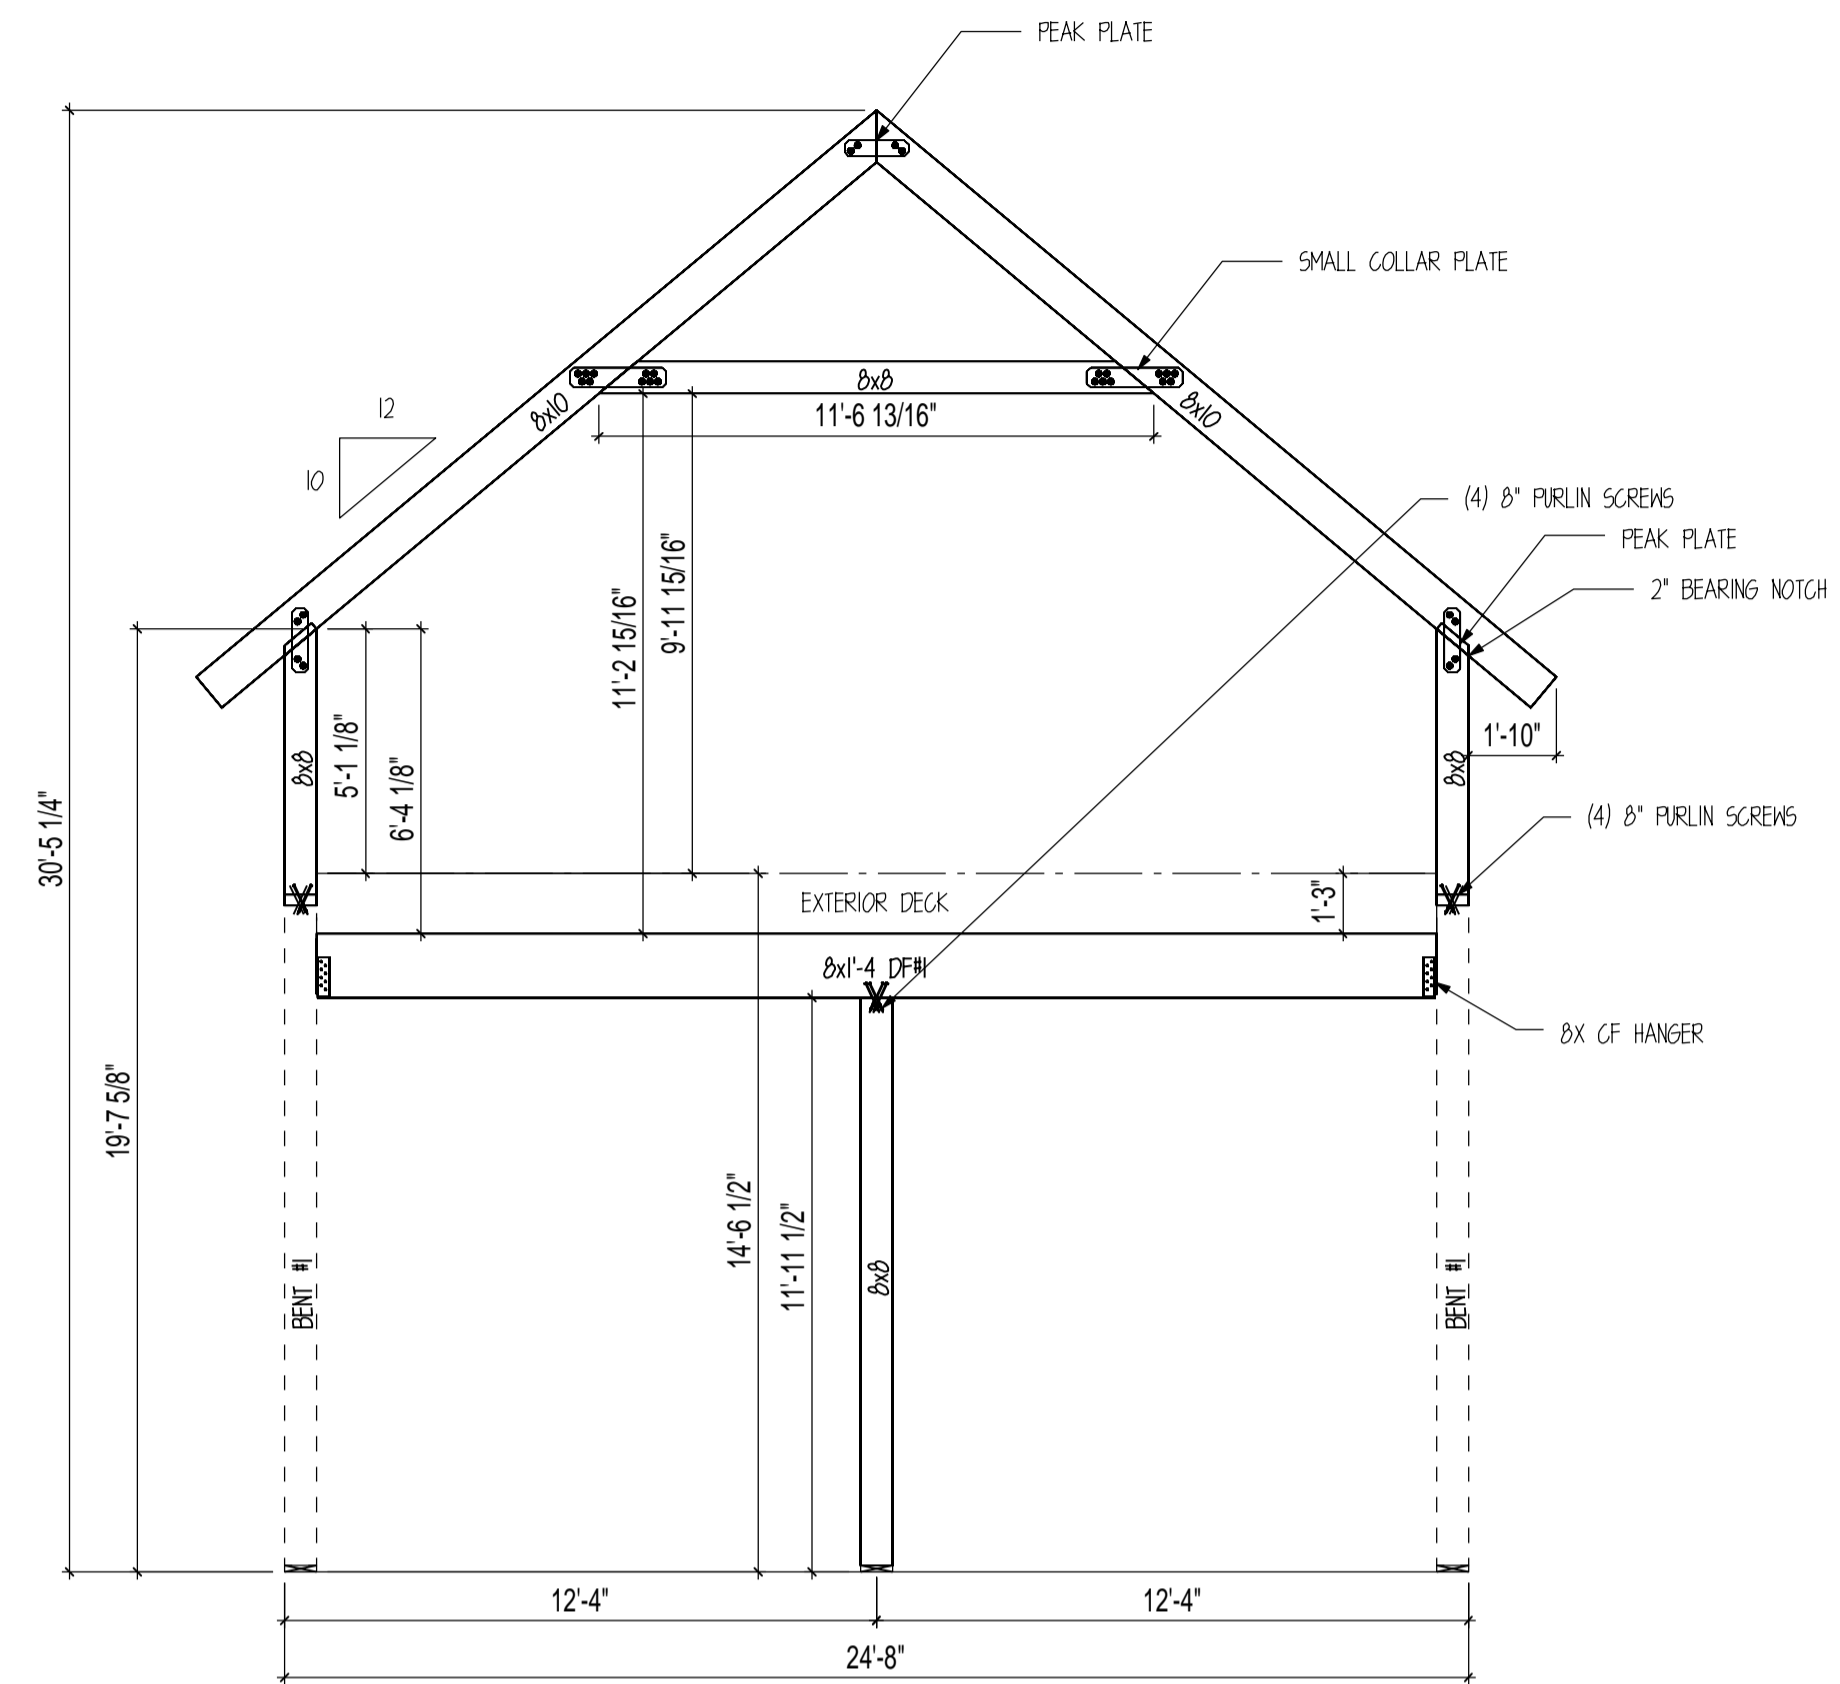 PEAK PLATE
SMALL COLLAR PLATE
8x8
11'-6 13/16"
8x10
8x10
12
10
(4) 8" PURLIN SCREWS
PEAK PLATE
2" BEARING NOTCH
11'-2 15/16"
9'-11 15/16"
5'-1 1/8"
6'-4 1/8"
8x8
8x8
1'-10"
(4) 8" PURLIN SCREWS
30'-5 1/4"
EXTERIOR DECK
1'-3"
8x1'-4 DF#1
8X CF HANGER
19'-7 5/8"
14'-6 1/2"
11'-11 1/2"
8x8
BENT #1
BENT #1
12'-4"
12'-4"
24'-8"